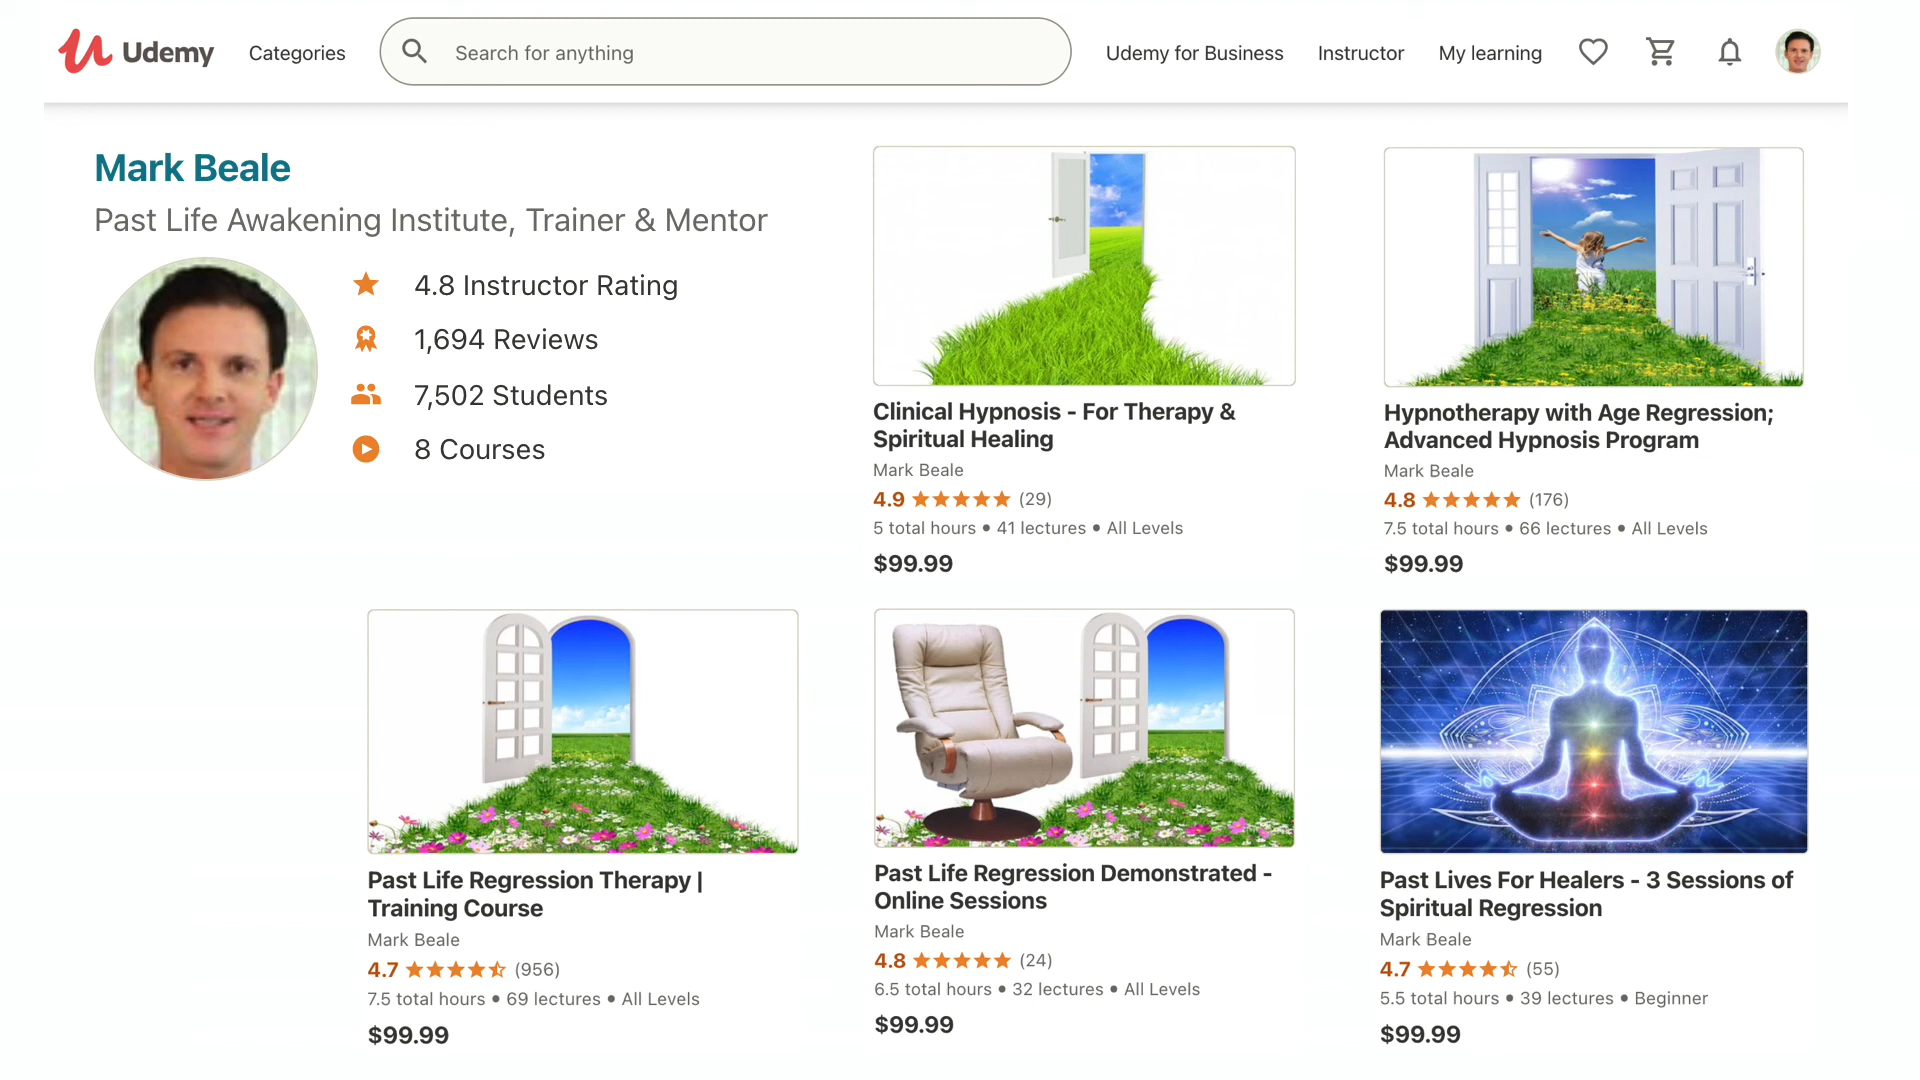 Udemy
Categories
Search for anything
Udemy for Business
Instructor
My learning
Mark Beale
Past Life Awakening Institute, Trainer & Mentor
4.8 Instructor Rating
1,694 Reviews
7,502 Students
8 Courses
Clinical Hypnosis - For Therapy &
Spiritual Healing
Mark Beale
4.9 (29)
5 total hours • 41 lectures • All Levels
$99.99
Hypnotherapy with Age Regression;
Advanced Hypnosis Program
Mark Beale
4.8 (176)
7.5 total hours • 66 lectures • All Levels
$99.99
Past Life Regression Therapy |
Training Course
Mark Beale
4.7 (956)
7.5 total hours • 69 lectures • All Levels
$99.99
Past Life Regression Demonstrated -
Online Sessions
Mark Beale
4.8 (24)
6.5 total hours • 32 lectures • All Levels
$99.99
Past Lives For Healers - 3 Sessions of
Spiritual Regression
Mark Beale
4.7 (55)
5.5 total hours • 39 lectures • Beginner
$99.99